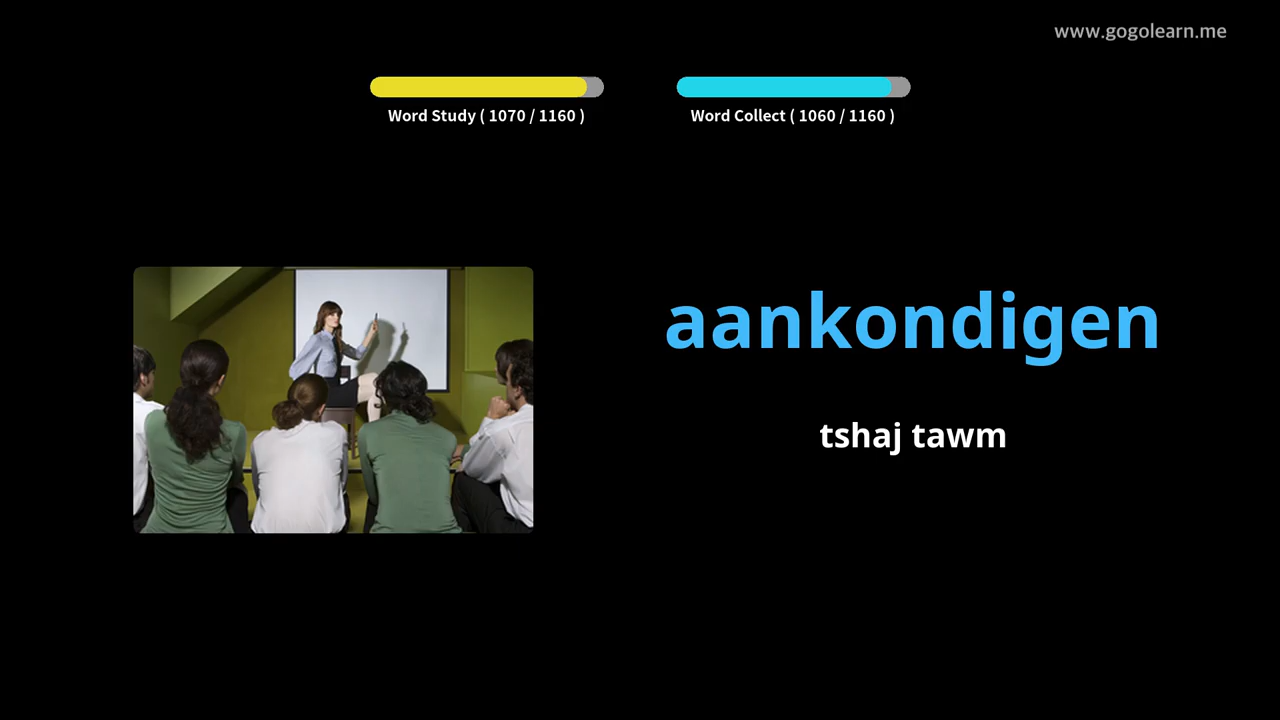 www.gogolearn.me
Word Study ( 1070 / 1160 )
Word Collect ( 1060 / 1160 )
aankondigen
tshaj tawm